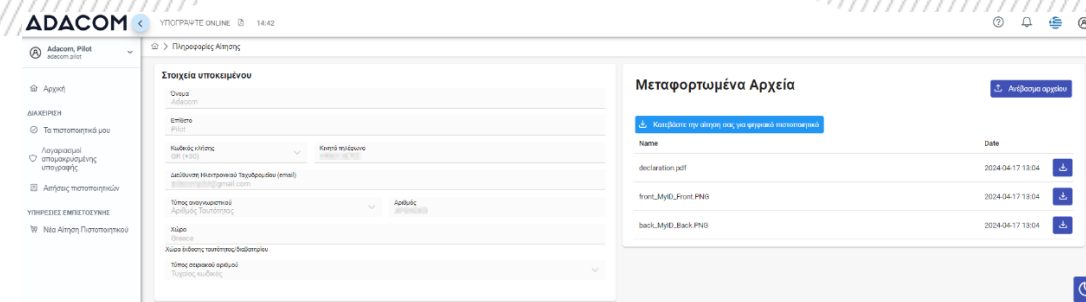 ADACOM
ΥΠΟΓΡΑΨΤΕ ONLINE 14:42
Adacom, Pilot
adacom.pilot
Πληροφορίες Αίτησης
Αρχική
ΔΙΑΧΕΙΡΙΣΗ
Τα πιστοποιητικά μου
Λογαριασμοί
απομακρυσμένης
υπογραφής
Αιτήσεις πιστοποιητικών
ΥΠΗΡΕΣΙΕΣ ΕΜΠΙΣΤΟΣΥΝΗΣ
Νέα Αίτηση Πιστοποιητικού
Στοιχεία υποκειμένου
Όνομα
Adacom
Επίθετο
Pilot
Κωδικός κλήσης Κινητό τηλέφωνο
GR (+30)
Διεύθυνση Ηλεκτρονικού Ταχυδρομείου (email)
@gmail.com
Τύπος αναγνωριστικού Αριθμός
Αριθμός Ταυτότητας
Χώρα
Greece
Χώρα έκδοσης ταυτότητας/διαβατηρίου
Τύπος σειριακού αριθμού
Τυχαίος κωδικός
Μεταφορτωμένα Αρχεία
Ανέβασμα αρχείου
Κατεβάστε την αίτηση σας για ψηφιακό πιστοποιητικό
Name Date
declaration.pdf 2024-04-17 13:04
front_MyID_Front.PNG 2024-04-17 13:04
back_MyID_Back.PNG 2024-04-17 13:04